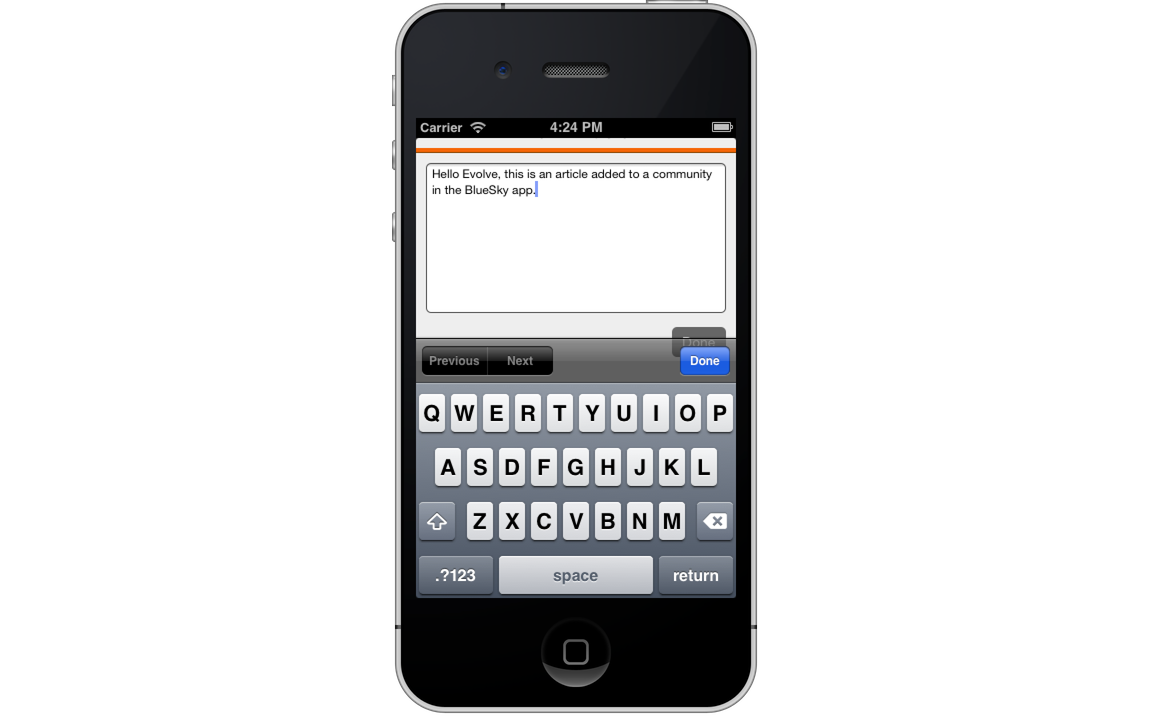 Carrier 4:24 PM
Hello Evolve, this is an article added to a community
in the BlueSky app.
Done
Previous Next Done
Q W E R T Y U I O P
A S D F G H J K L
Z X C V B N M
.?123 space return